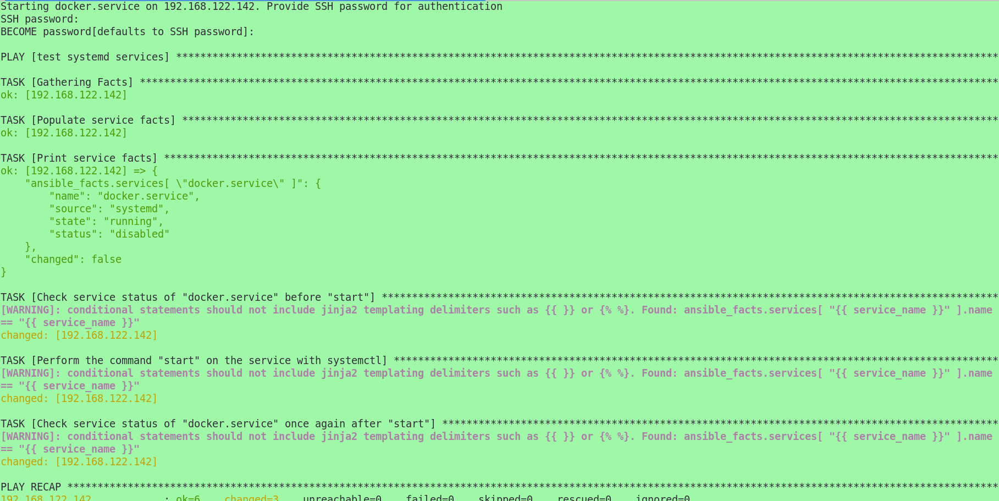 Starting docker.service on 192.168.122.142. Provide SSH password for authentication
SSH password:
BECOME password[defaults to SSH password]:
PLAY [test systemd services] ****************************************************************************************************************************************
TASK [Gathering Facts] **********************************************************************************************************************************************
ok: [192.168.122.142]
TASK [Populate service facts] ***************************************************************************************************************************************
ok: [192.168.122.142]
TASK [Print service facts] ******************************************************************************************************************************************
ok: [192.168.122.142] => {
    "ansible_facts.services[ \"docker.service\" ]": {
        "name": "docker.service",
        "source": "systemd",
        "state": "running",
        "status": "disabled"
    },
    "changed": false
}
TASK [Check service status of "docker.service" before "start"] ******************************************************************************************************
[WARNING]: conditional statements should not include jinja2 templating delimiters such as {{ }} or {% %}. Found: ansible_facts.services[ "{{ service_name }}" ].name
== "{{ service_name }}"
changed: [192.168.122.142]
TASK [Perform the command "start" on the service with systemctl] ****************************************************************************************************
[WARNING]: conditional statements should not include jinja2 templating delimiters such as {{ }} or {% %}. Found: ansible_facts.services[ "{{ service_name }}" ].name
== "{{ service_name }}"
changed: [192.168.122.142]
TASK [Check service status of "docker.service" once again after "start"] ********************************************************************************************
[WARNING]: conditional statements should not include jinja2 templating delimiters such as {{ }} or {% %}. Found: ansible_facts.services[ "{{ service_name }}" ].name
== "{{ service_name }}"
changed: [192.168.122.142]
PLAY RECAP **********************************************************************************************************************************************************
192.168.122.142            : ok=6    changed=3    unreachable=0    failed=0    skipped=0    rescued=0    ignored=0